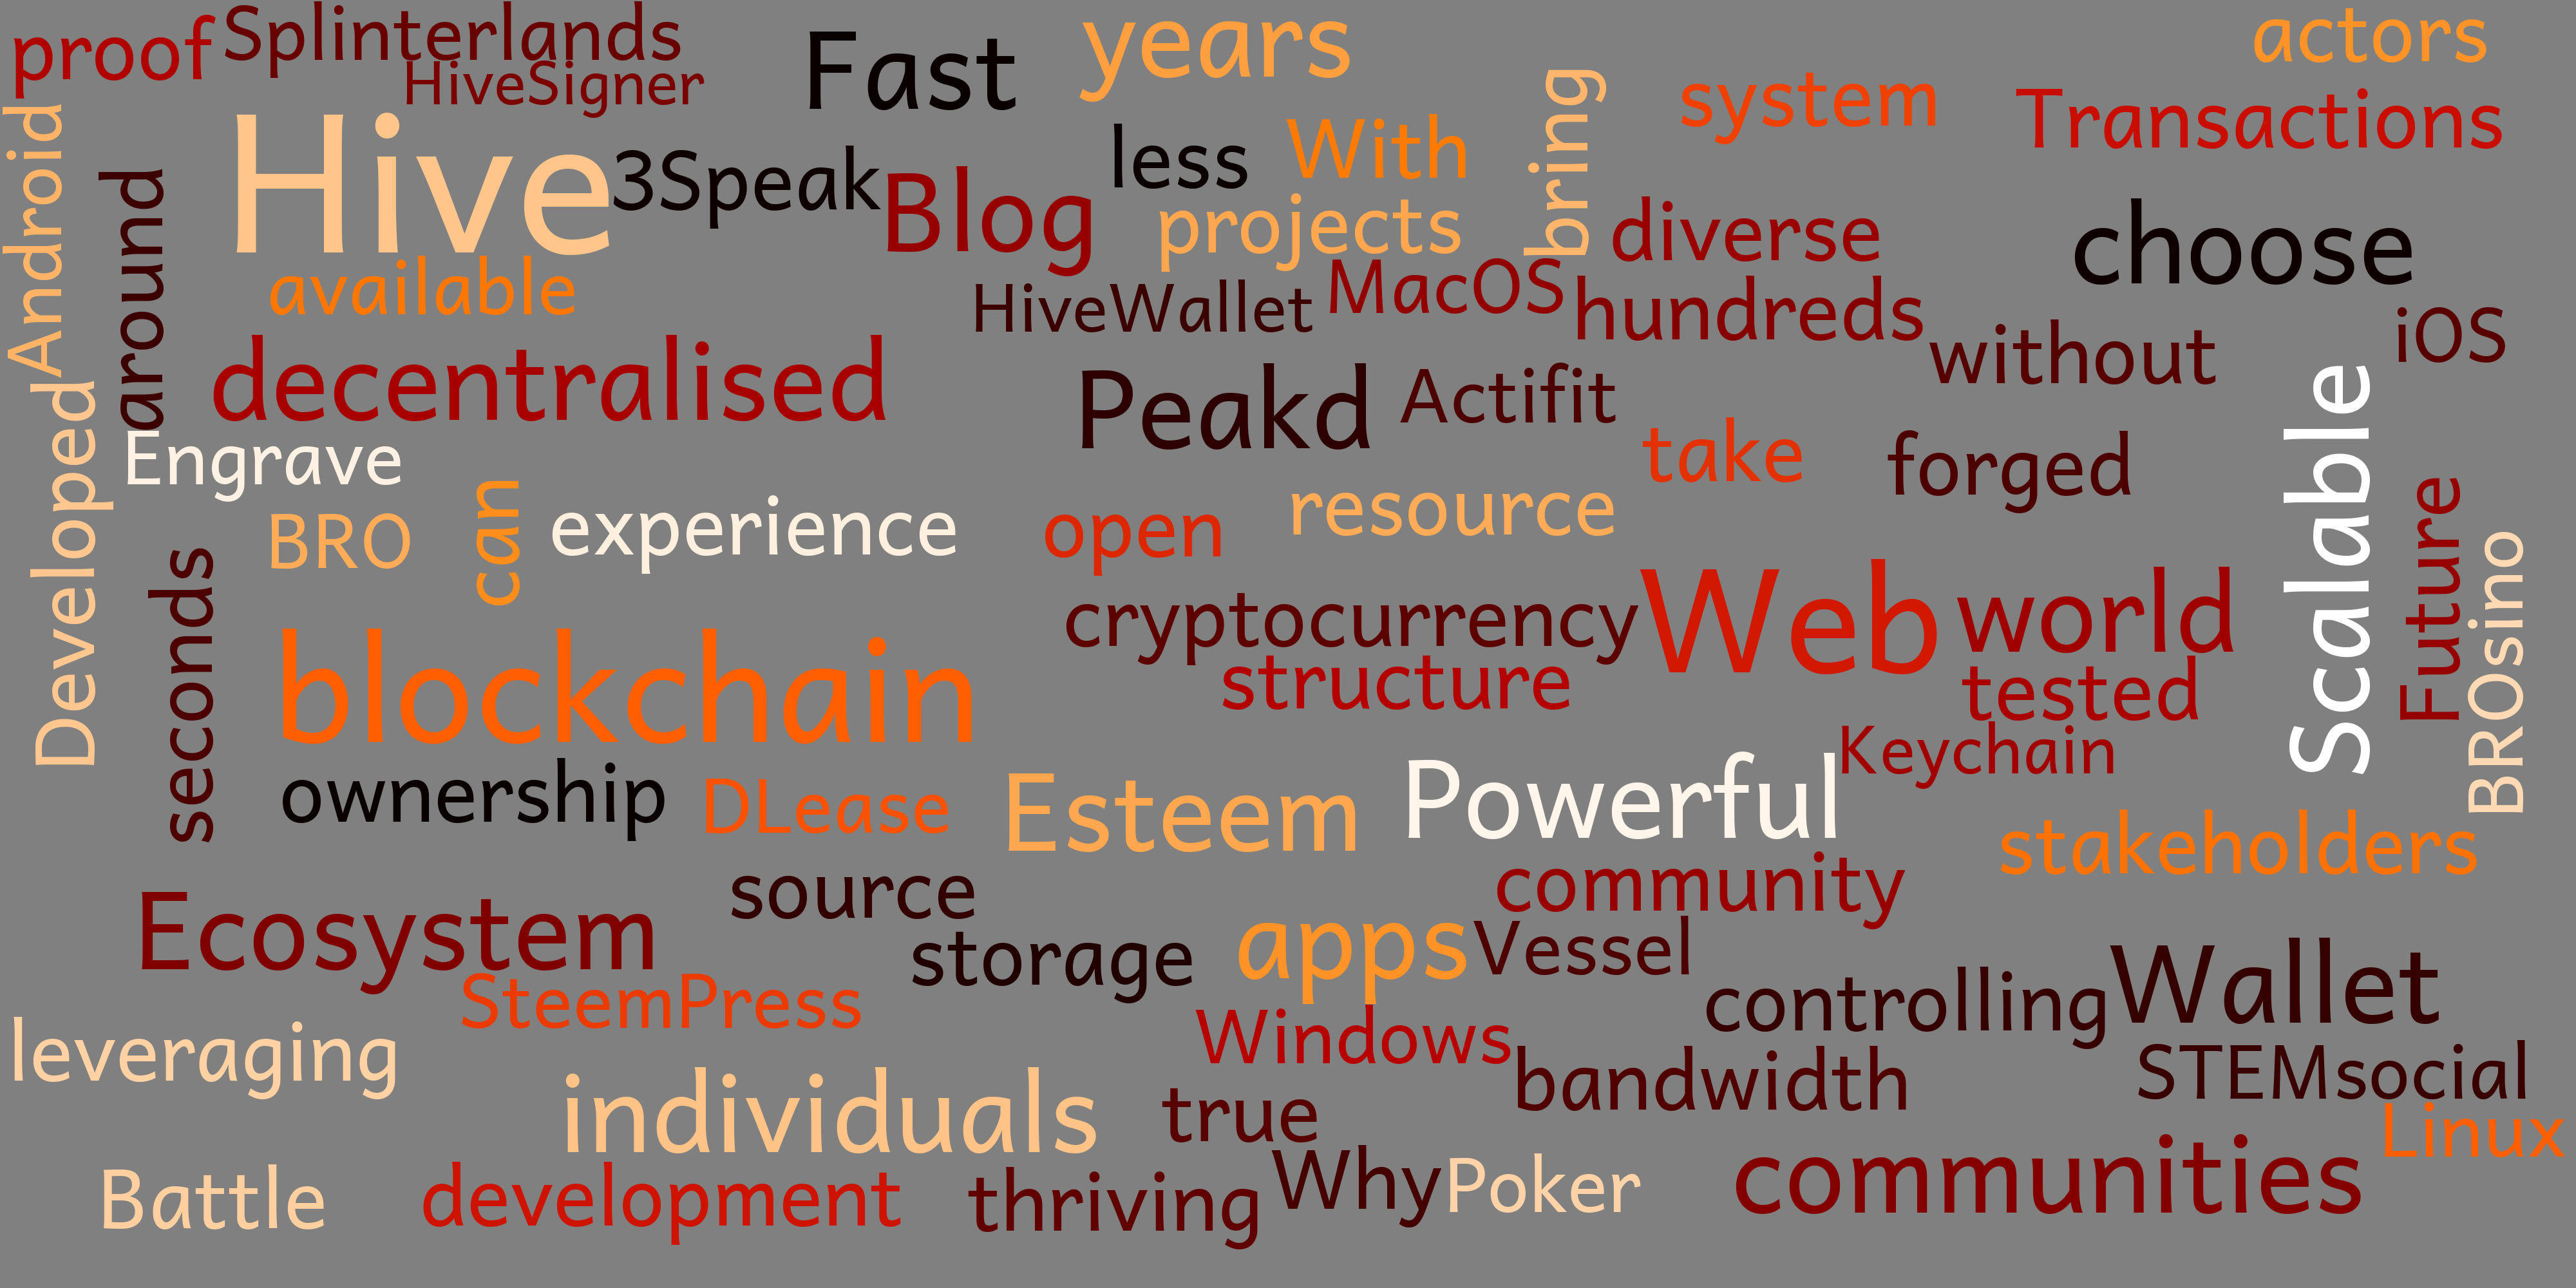 proof
Splinterlands
HiveSigner
Fast
years
actors
Android
around
Hive
3Speak
Blog
less
With
bring
system
Transactions
projects
diverse
choose
available
HiveWallet
MacOS
hundreds
without
iOS
decentralised
Peakd
Actifit
take
forged
Scalable
Developed
Engrave
BRO
can
experience
open
resource
Future
BROsino
seconds
blockchain
cryptocurrency
structure
Web
world
tested
Keychain
ownership
DLease
Esteem
Powerful
stakeholders
Ecosystem
source
storage
apps
community
Vessel
controlling
Wallet
SteemPress
leveraging
Windows
bandwidth
STEMsocial
Linux
individuals
true
Battle
development
thriving
Why
Poker
communities